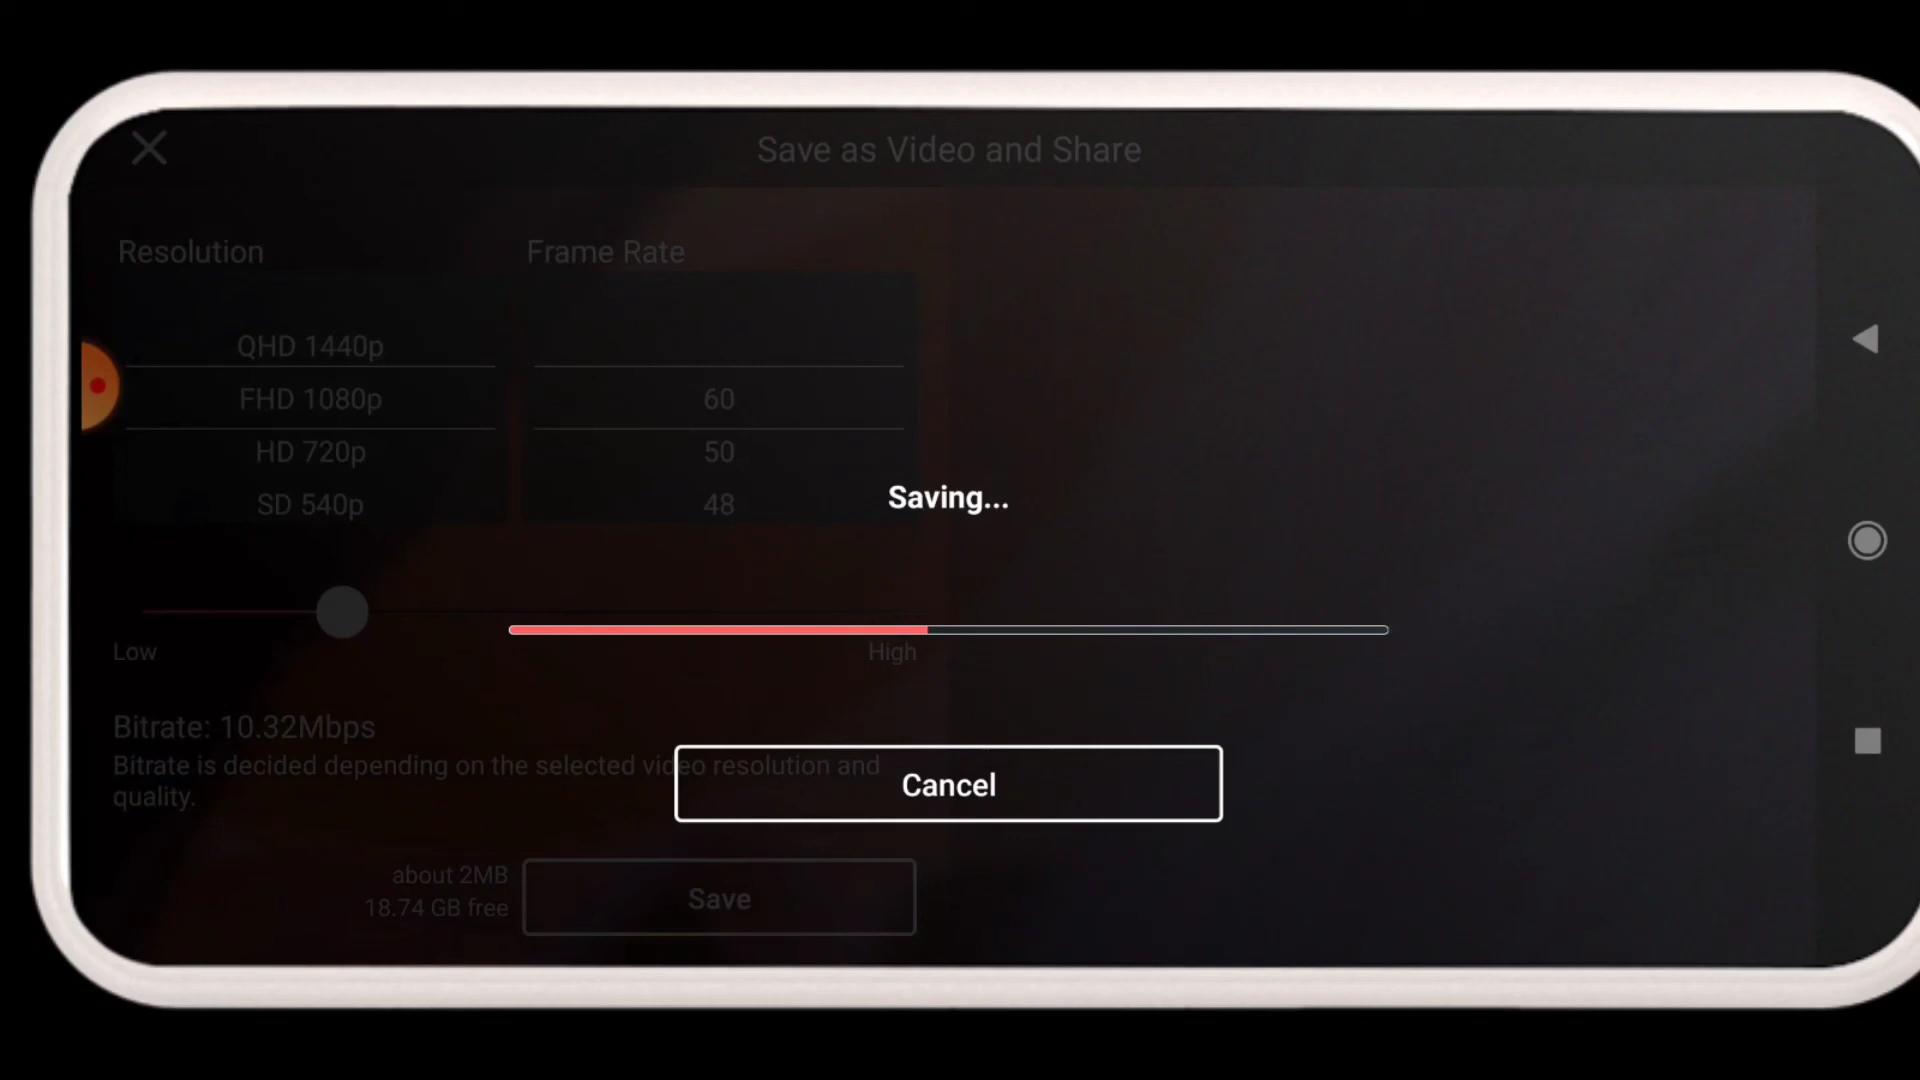 Save as Video and Share
Resolution
Frame Rate
QHD 1440p
FHD 1080p
60
HD 720p
50
SD 540p
48
Saving...
Low
High
Bitrate: 10.32Mbps
Bitrate is decided depending on the selected video resolution and
quality.
Cancel
about 2MB
18.74 GB free
Save